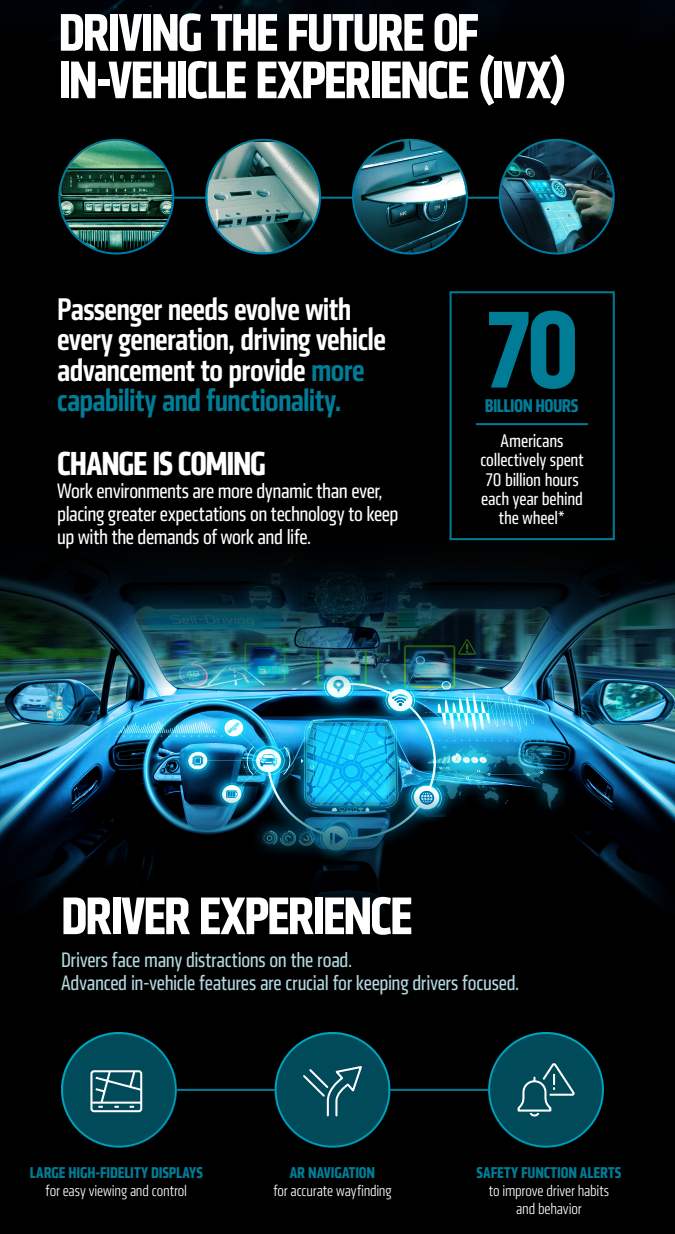 DRIVING THE FUTURE OF
IN-VEHICLE EXPERIENCE (IVX)
Passenger needs evolve with
every generation, driving vehicle
advancement to provide more
capability and functionality.
70
BILLION HOURS
Americans
collectively spent
70 billion hours
each year behind
the wheel*
CHANGE IS COMING
Work environments are more dynamic than ever,
placing greater expectations on technology to keep
up with the demands of work and life.
Self-Driving
DRIVER EXPERIENCE
Drivers face many distractions on the road.
Advanced in-vehicle features are crucial for keeping drivers focused.
LARGE HIGH-FIDELITY DISPLAYS
for easy viewing and control
AR NAVIGATION
for accurate wayfinding
SAFETY FUNCTION ALERTS
to improve driver habits
and behavior